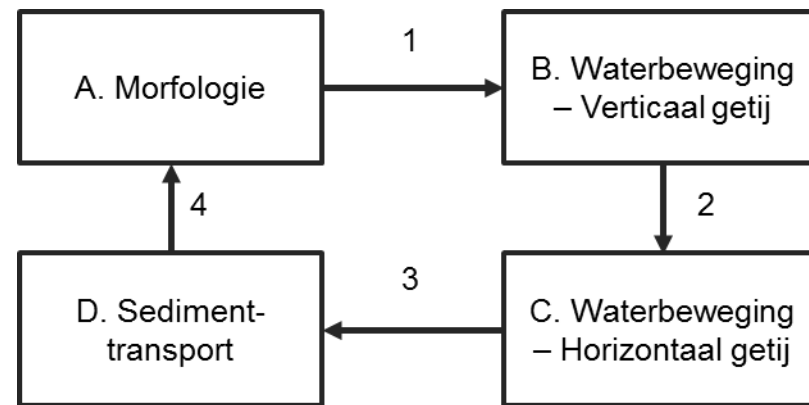 A. Morfologie
1
B. Waterbeweging
– Verticaal getij
2
C. Waterbeweging
– Horizontaal getij
3
D. Sediment-
transport
4